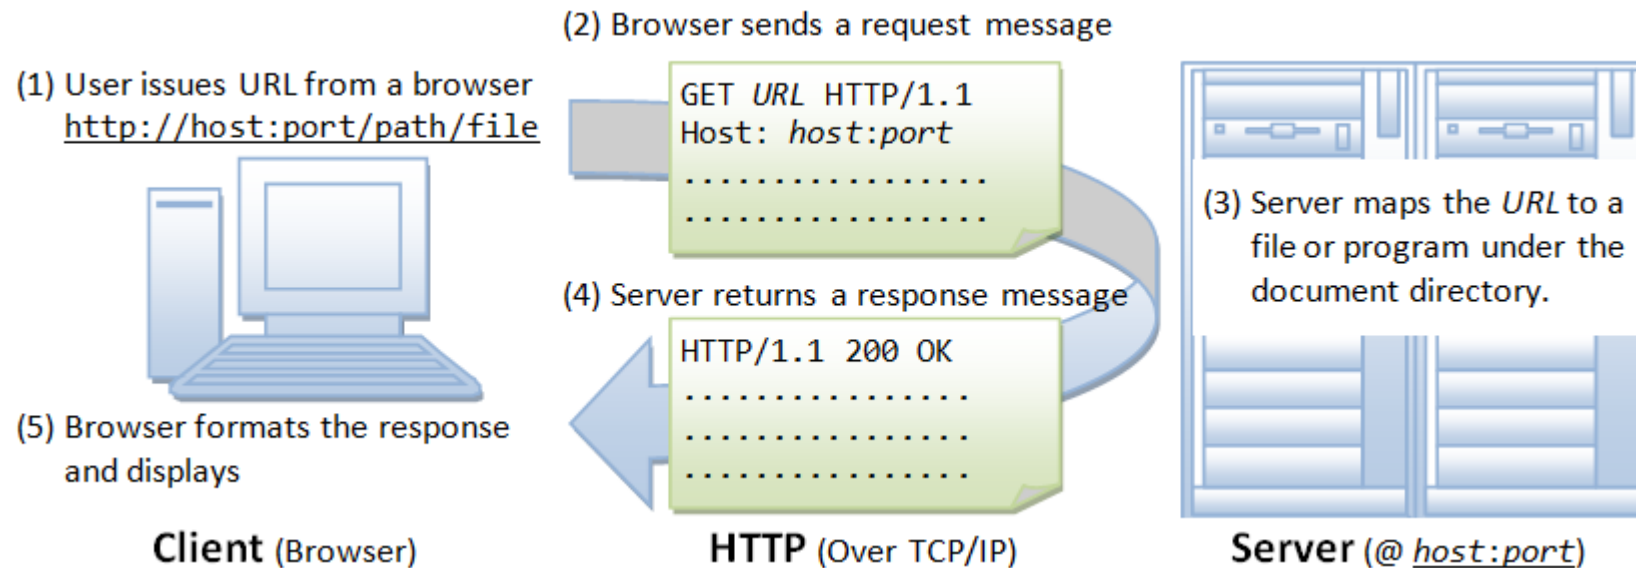 (2) Browser sends a request message
(1) User issues URL from a browser
http://host:port/path/file
GET URL HTTP/1.1
Host: host:port
..................
..................
(3) Server maps the URL to a
file or program under the
document directory.
(4) Server returns a response message
HTTP/1.1 200 OK
.................
.................
.................
(5) Browser formats the response
and displays
Client (Browser)
HTTP (Over TCP/IP)
Server (@ host:port)